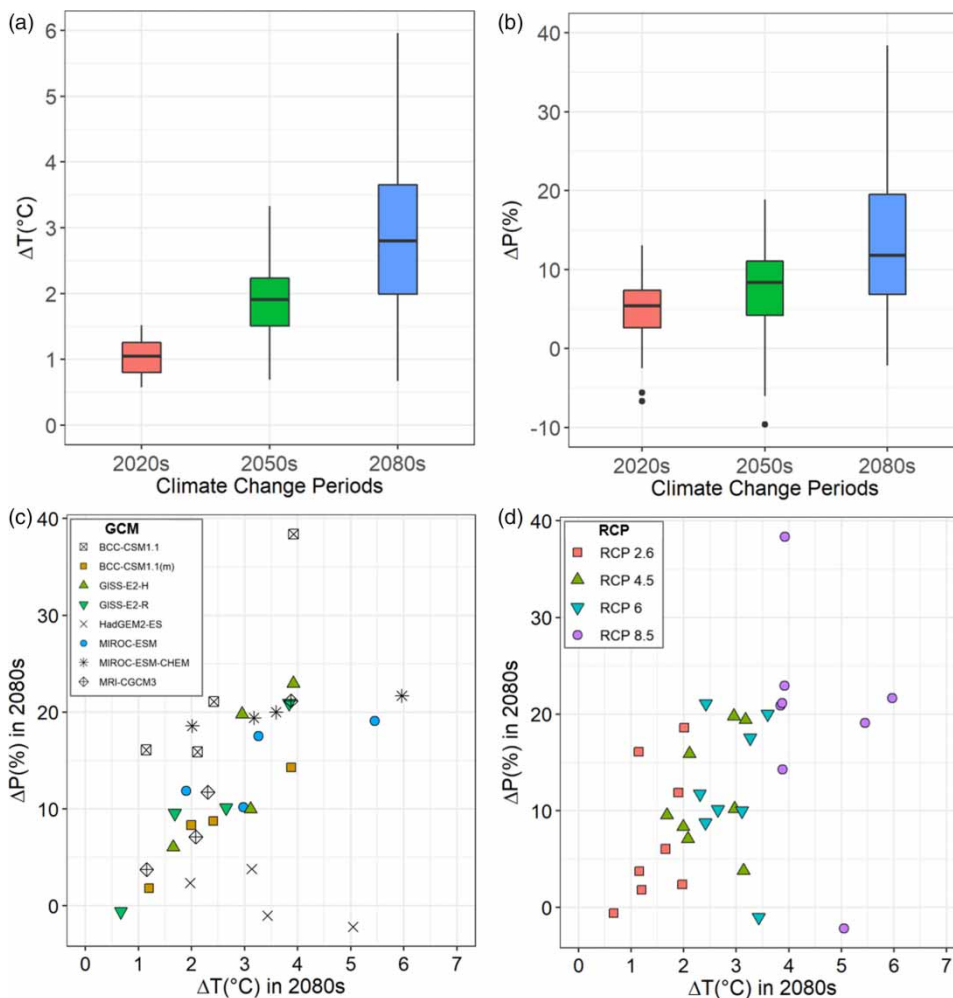 (a)
6
5
4
3
2
1
0
ΔT(°C)
2020s 2050s 2080s
Climate Change Periods
(b)
40
30
20
10
0
-10
ΔP(%)
2020s 2050s 2080s
Climate Change Periods
(c)
40
30
20
10
0
ΔP(%) in 2080s
GCM
BCC-CSM1.1
BCC-CSM1.1(m)
GISS-E2-H
GISS-E2-R
HadGEM2-ES
MIROC-ESM
MIROC-ESM-CHEM
MRI-CGCM3
0 1 2 3 4 5 6 7
ΔT(°C) in 2080s
(d)
40
30
20
10
0
ΔP(%) in 2080s
RCP
RCP 2.6
RCP 4.5
RCP 6
RCP 8.5
0 1 2 3 4 5 6 7
ΔT(°C) in 2080s